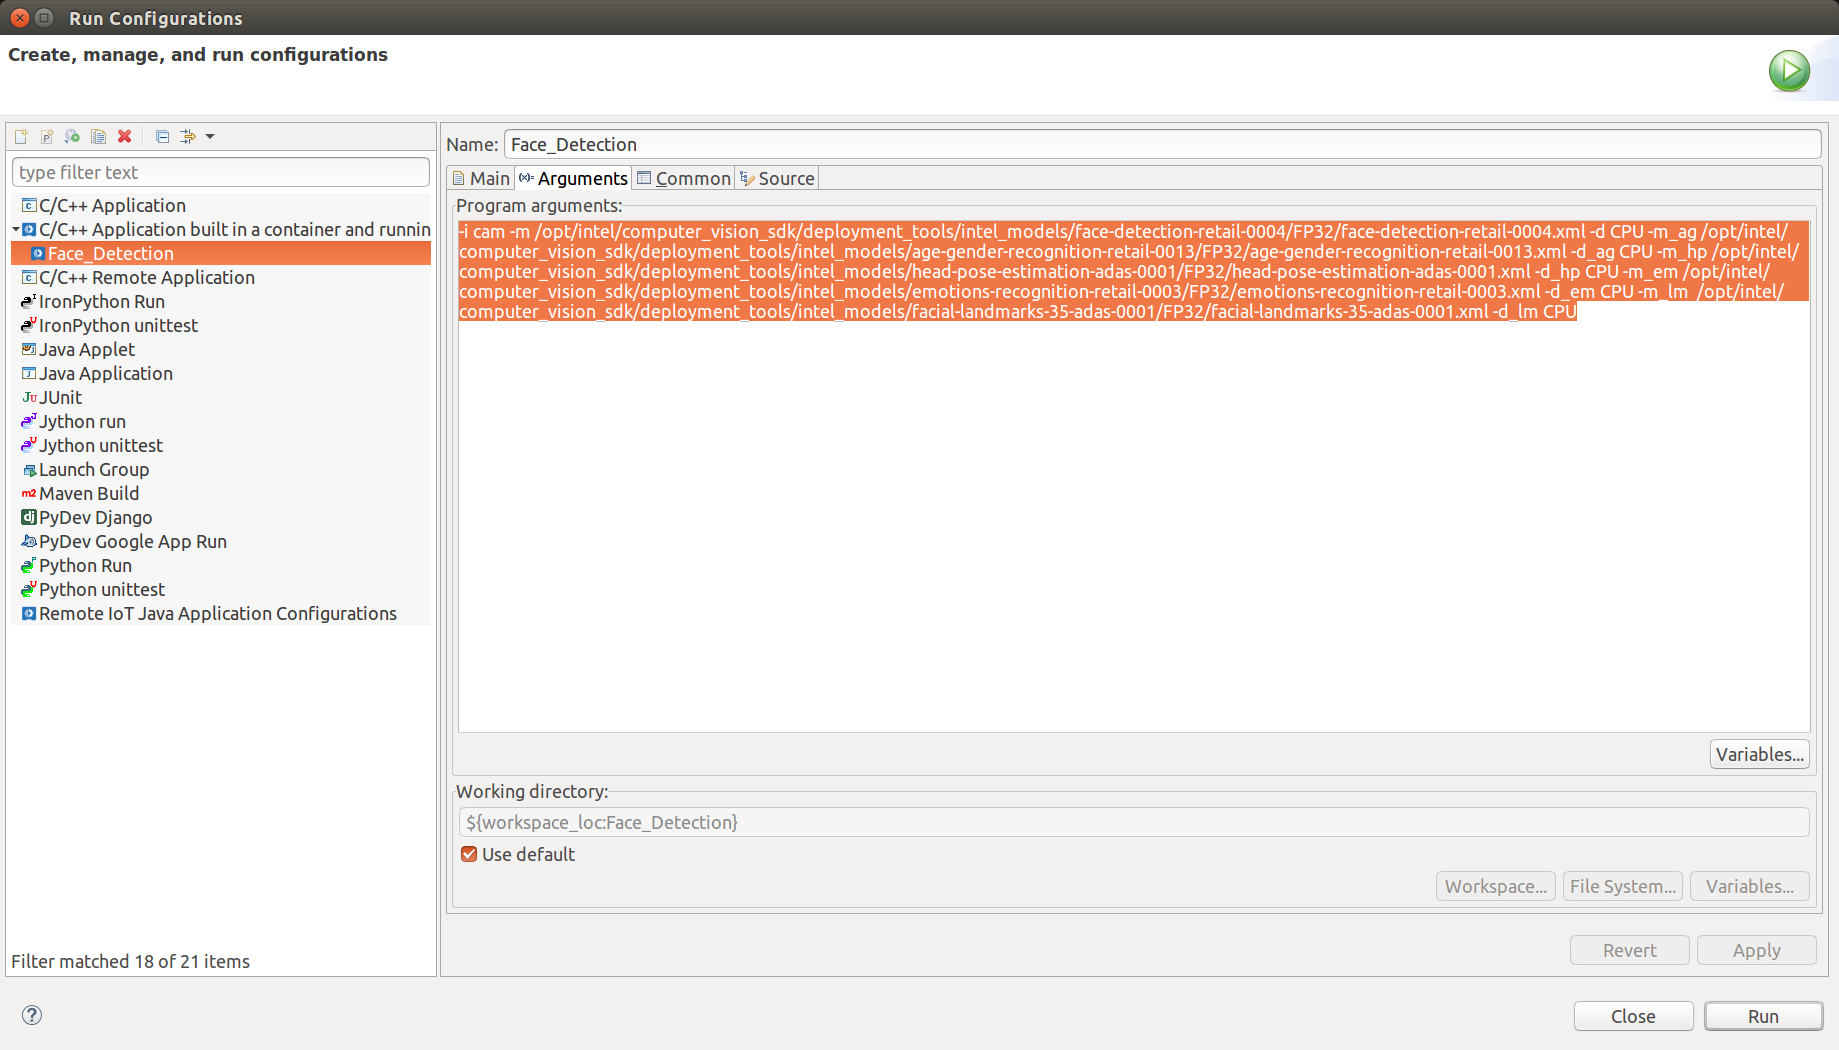 Run Configurations
Create, manage, and run configurations
type filter text
C/C++ Application
C/C++ Application built in a container and runnin
Face_Detection
C/C++ Remote Application
IronPython Run
IronPython unittest
Java Applet
Java Application
JUnit
Jython run
Jython unittest
Launch Group
Maven Build
PyDev Django
PyDev Google App Run
Python Run
Python unittest
Remote IoT Java Application Configurations
Filter matched 18 of 21 items
Name: Face_Detection
Main Arguments Common Source
Program arguments:
-i cam -m /opt/intel/computer_vision_sdk/deployment_tools/intel_models/face-detection-retail-0004/FP32/face-detection-retail-0004.xml -d CPU -m_ag /opt/intel/
computer_vision_sdk/deployment_tools/intel_models/age-gender-recognition-retail-0013/FP32/age-gender-recognition-retail-0013.xml -d_ag CPU -m_hp /opt/intel/
computer_vision_sdk/deployment_tools/intel_models/head-pose-estimation-adas-0001/FP32/head-pose-estimation-adas-0001.xml -d_hp CPU -m_em /opt/intel/
computer_vision_sdk/deployment_tools/intel_models/emotions-recognition-retail-0003/FP32/emotions-recognition-retail-0003.xml -d_em CPU -m_lm  /opt/intel/
computer_vision_sdk/deployment_tools/intel_models/facial-landmarks-35-adas-0001/FP32/facial-landmarks-35-adas-0001.xml -d_lm CPU
Variables...
Working directory:
${workspace_loc:Face_Detection}
Use default
Workspace... File System... Variables...
Revert Apply
Close Run